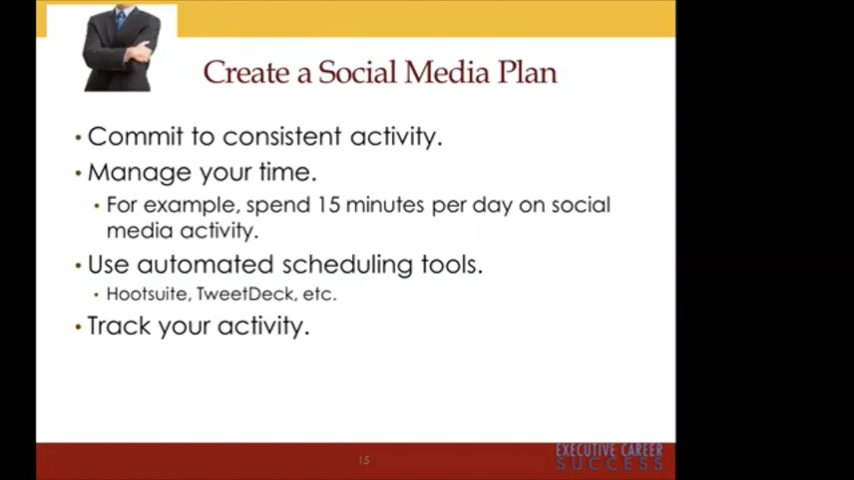 Create a Social Media Plan
• Commit to consistent activity.
• Manage your time.
• For example, spend 15 minutes per day on social
media activity.
• Use automated scheduling tools.
• Hootsuite, TweetDeck, etc.
• Track your activity.
15
EXECUTIVE CAREER
SUCCESS